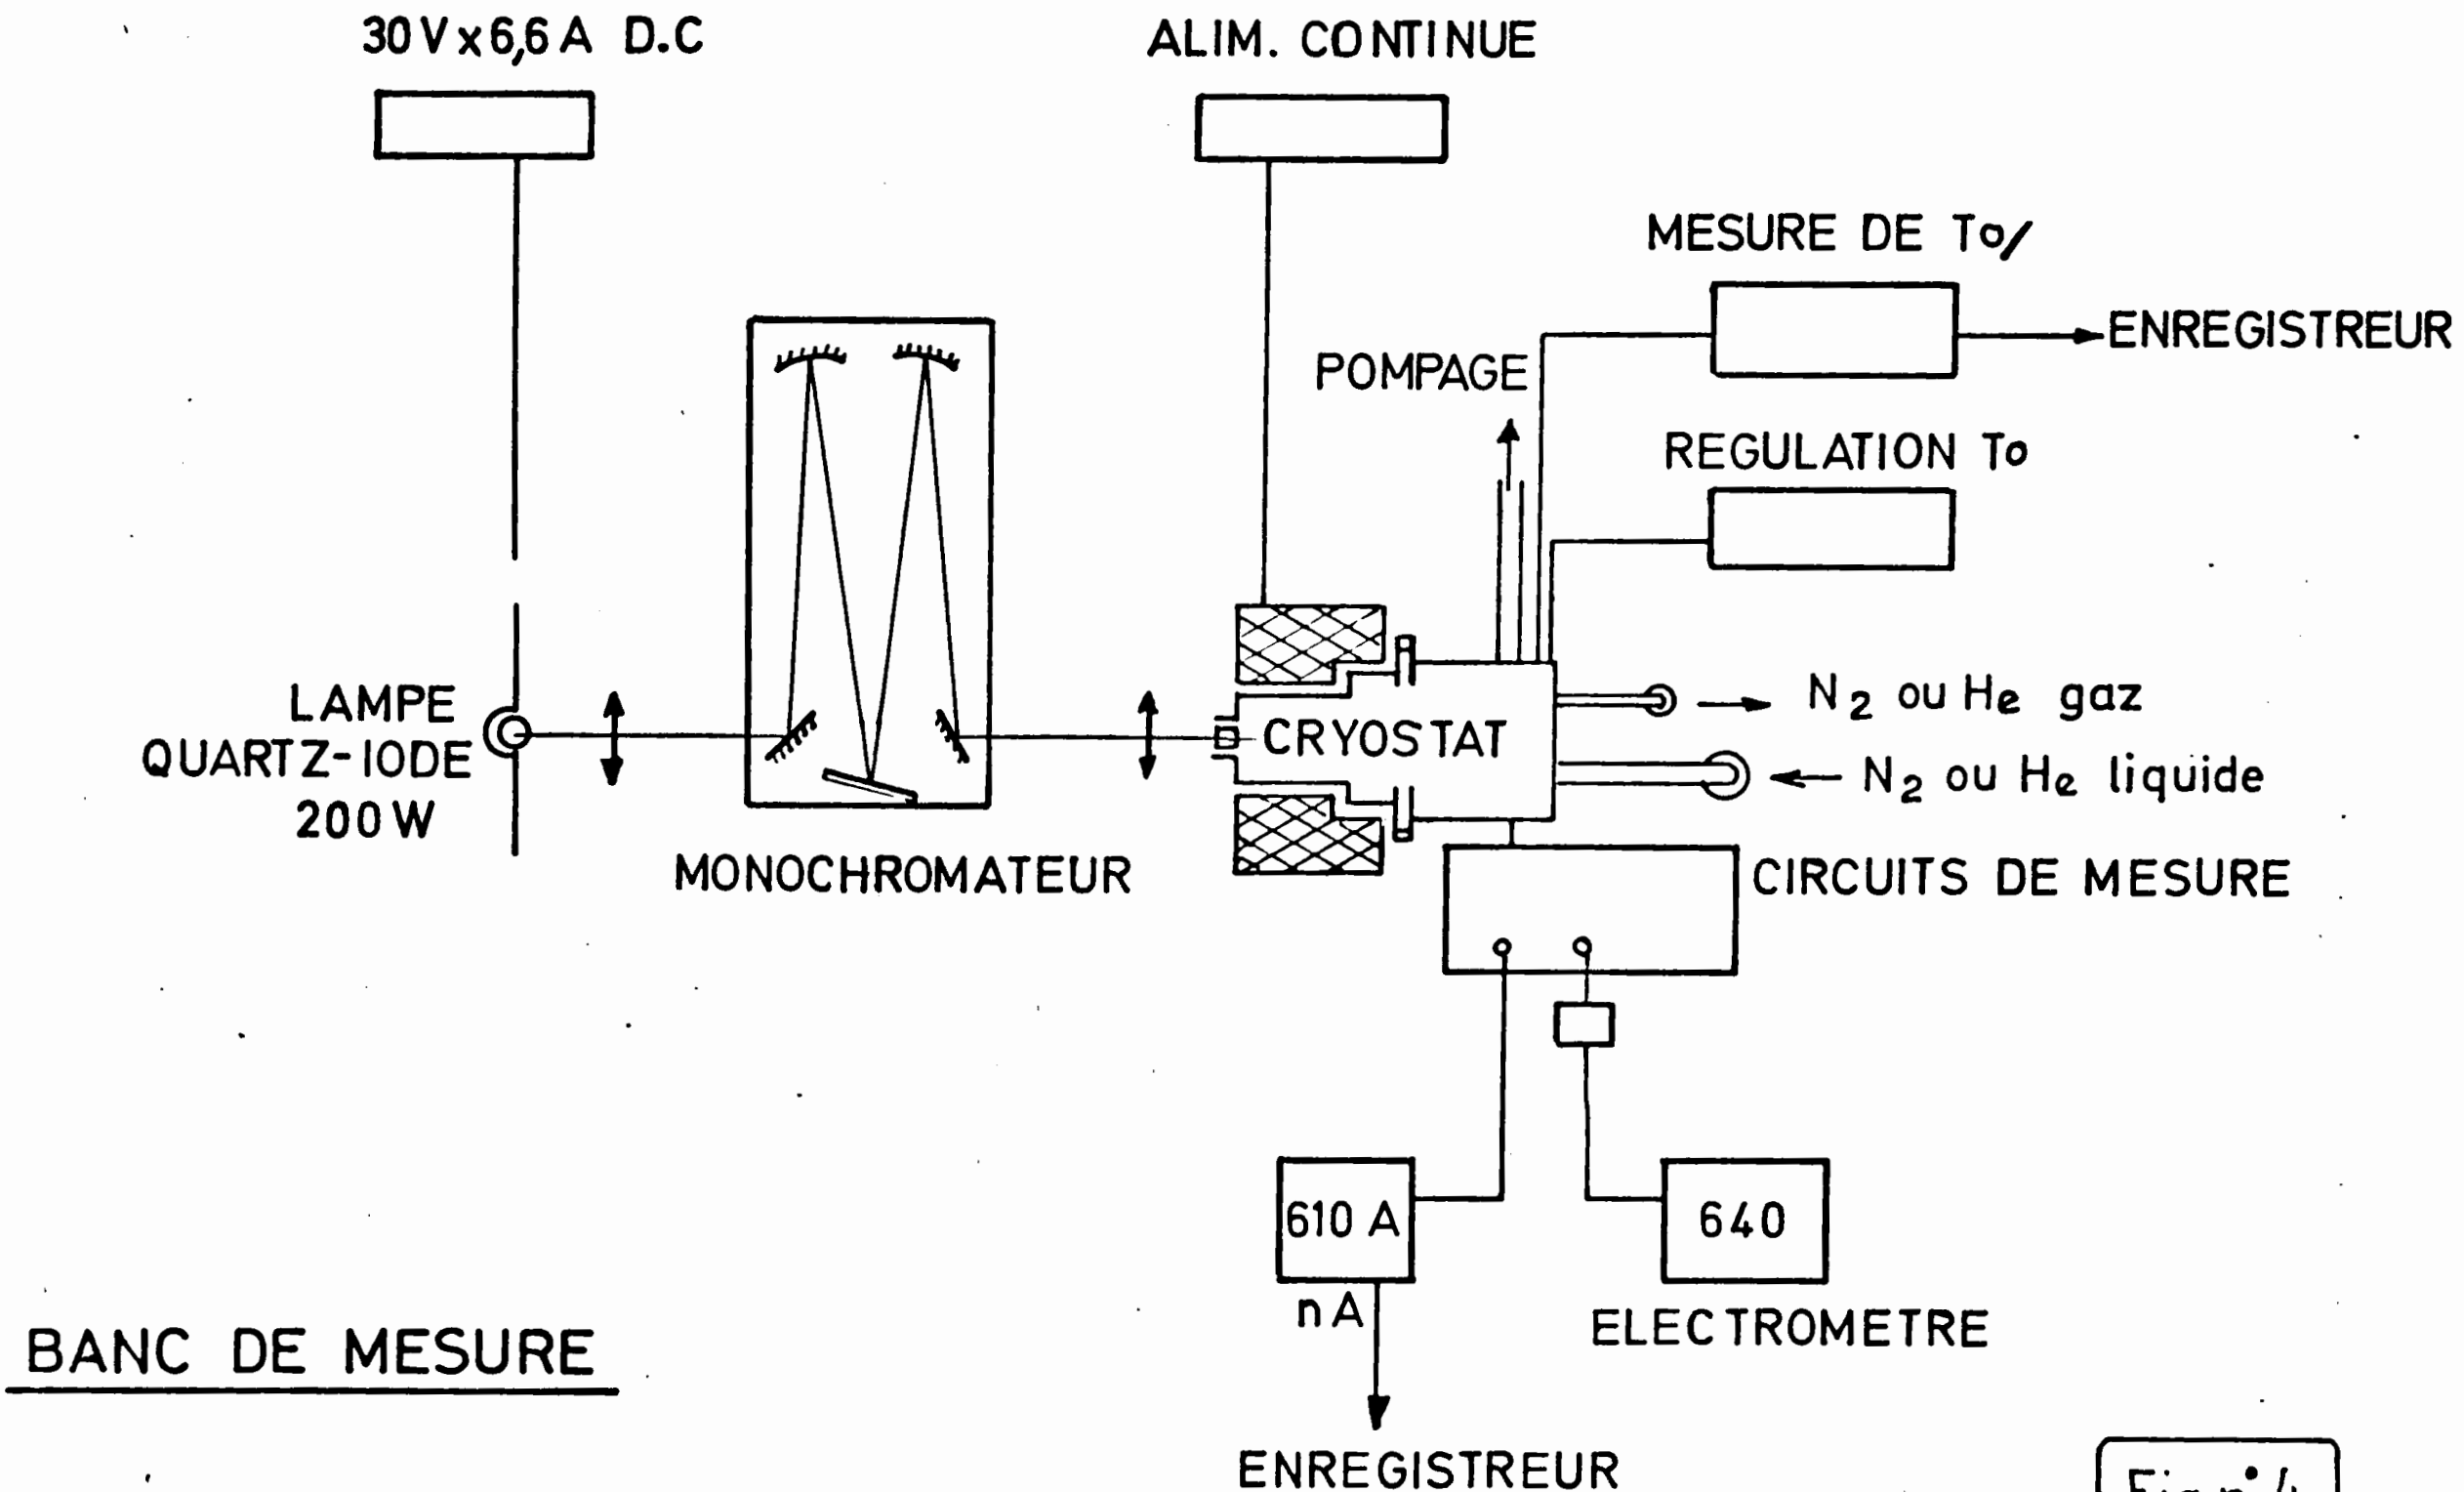 30V x 6,6 A D.C
ALIM. CONTINUE
MESURE DE To/
ENREGISTREUR
POMPAGE
REGULATION To
LAMPE
QUARTZ-IODE
200W
MONOCHROMATEUR
CRYOSTAT
N2 ou He gaz
N2 ou He liquide
CIRCUITS DE MESURE
610 A
640
nA
ELECTROMETRE
BANC DE MESURE
ENREGISTREUR